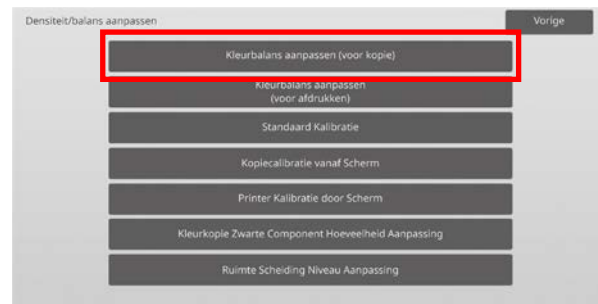 Densiteit/balans aanpassen
Vorige
Kleurbalans aanpassen (voor kopie)
Kleurbalans aanpassen
(voor afdrukken)
Standaard Kalibratie
Kopiecalibratie vanaf Scherm
Printer Kalibratie door Scherm
Kleurkopie Zwarte Component Hoeveelheid Aanpassing
Ruimte Scheiding Niveau Aanpassing